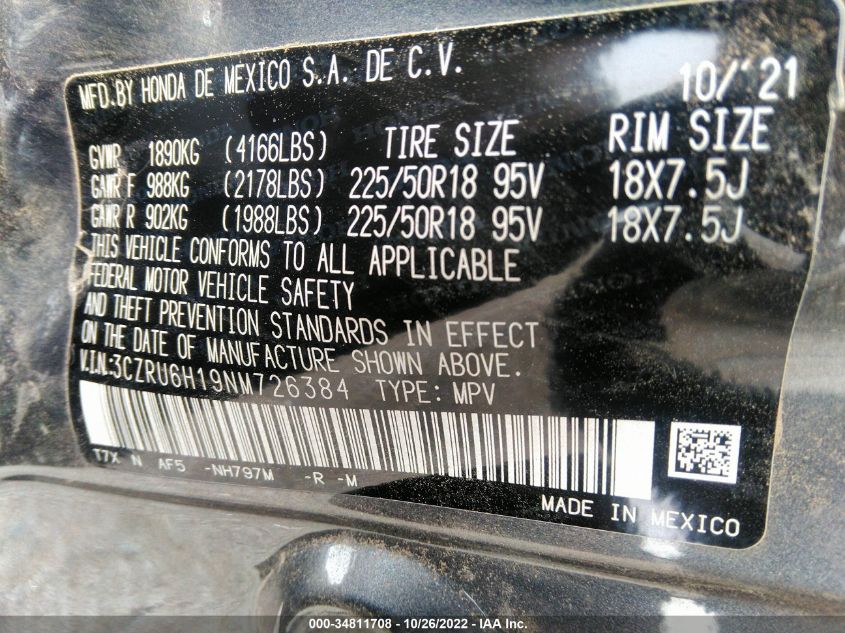 MFD. BY HONDA DE MEXICO S.A. DE C.V. 10/'21
GVWR 1890KG (4166LBS) TIRE SIZE RIM SIZE
GAWR F 988KG (2178LBS) 225/50R18 95V 18X7.5J
GAWR R 902KG (1988LBS) 225/50R18 95V 18X7.5J
THIS VEHICLE CONFORMS TO ALL APPLICABLE
FEDERAL MOTOR VEHICLE SAFETY
AND THEFT PREVENTION STANDARDS IN EFFECT
ON THE DATE OF MANUFACTURE SHOWN ABOVE.
V.I.N.:3CZRU6H19NM726384 TYPE: MPV
T7X N AF5 -NH797M -R -M
MADE IN MEXICO
000-34811708 - 10/26/2022 - IAA Inc.